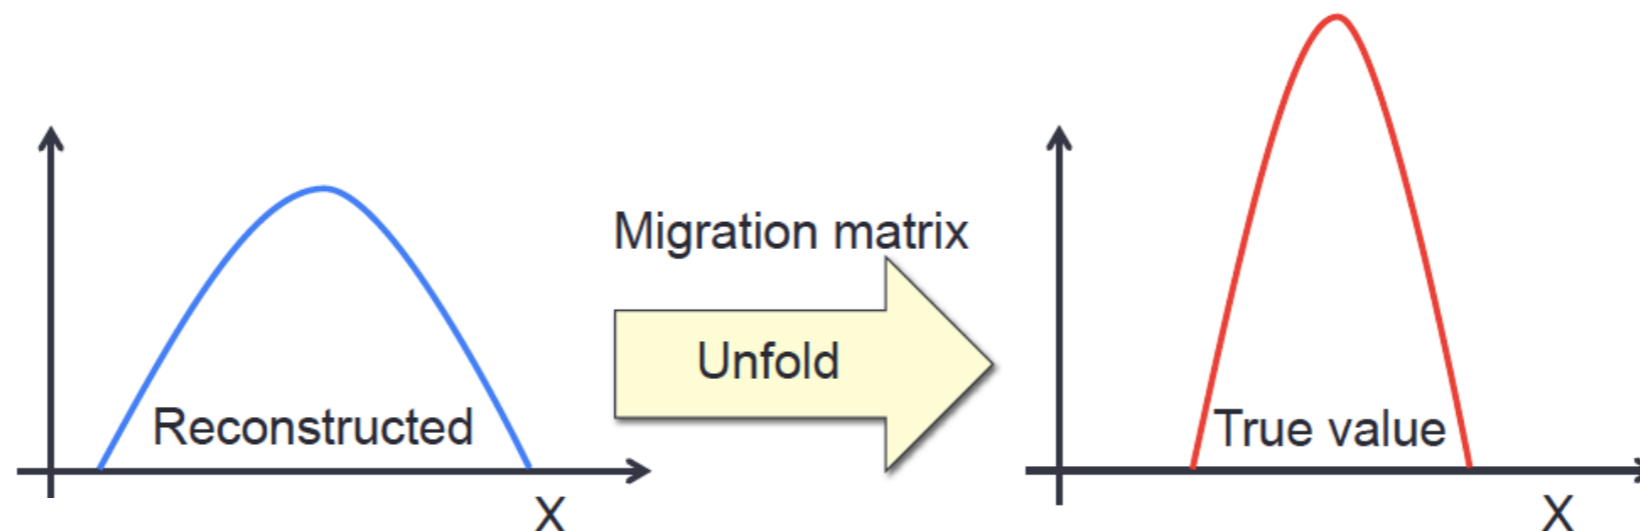 Migration matrix
Unfold
Reconstructed
X
True value
X